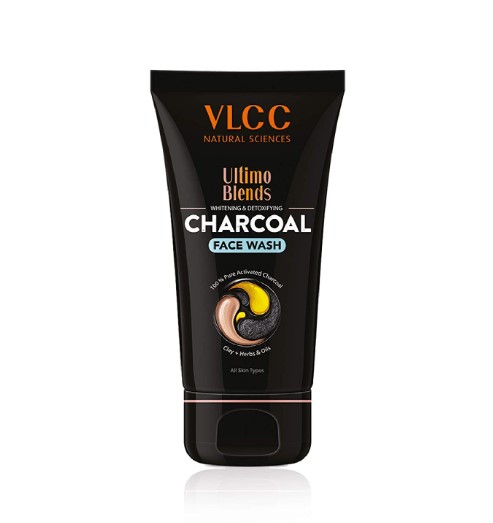 VLCC
NATURAL SCIENCES
Ultimo
Blends
WHITENING & DETOXIFYING
CHARCOAL
FACE WASH
100 % Pure Activated Charcoal
Clay + Herbs & Oils
All Skin Types